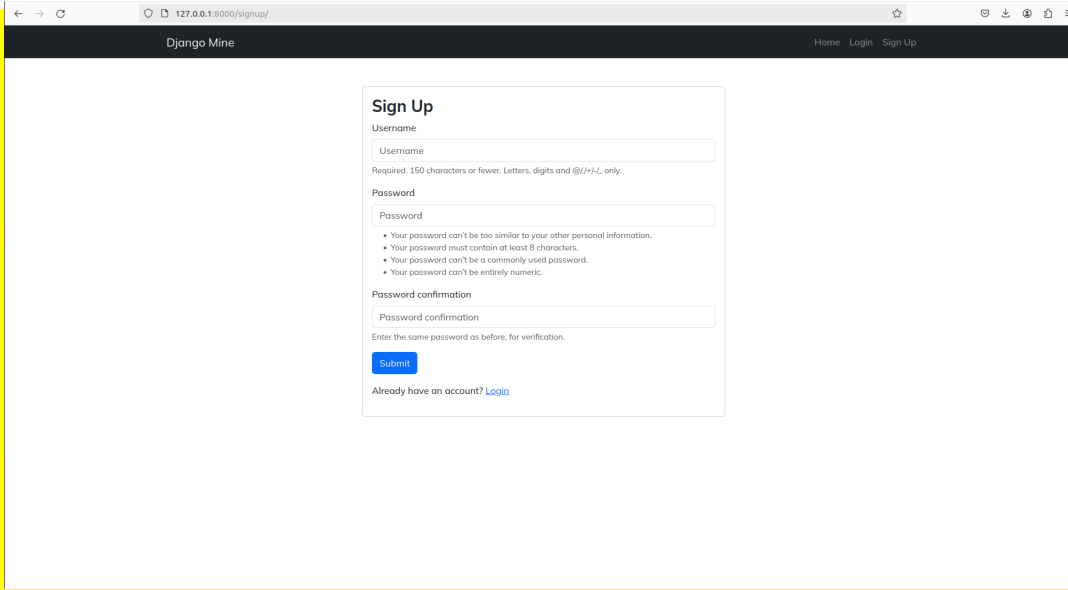 127.0.0.1:8000/signup/
Django Mine
Home Login Sign Up
Sign Up
Username
Username
Required. 150 characters or fewer. Letters, digits and @/./+/-/_ only.
Password
Password
• Your password can't be too similar to your other personal information.
• Your password must contain at least 8 characters.
• Your password can't be a commonly used password.
• Your password can't be entirely numeric.
Password confirmation
Password confirmation
Enter the same password as before, for verification.
Submit
Already have an account? Login